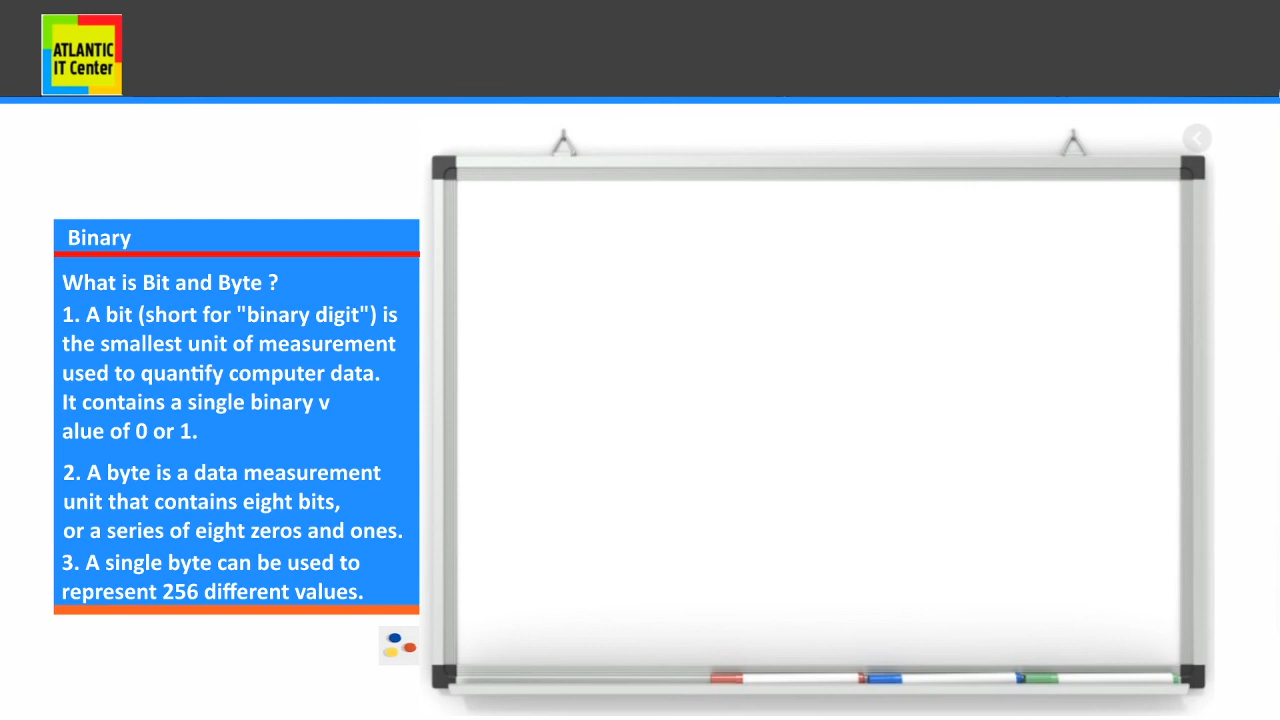 ATLANTIC
IT Center
Binary
What is Bit and Byte ?
1. A bit (short for "binary digit") is
the smallest unit of measurement
used to quantify computer data.
It contains a single binary v
alue of 0 or 1.
2. A byte is a data measurement
unit that contains eight bits,
or a series of eight zeros and ones.
3. A single byte can be used to
represent 256 different values.